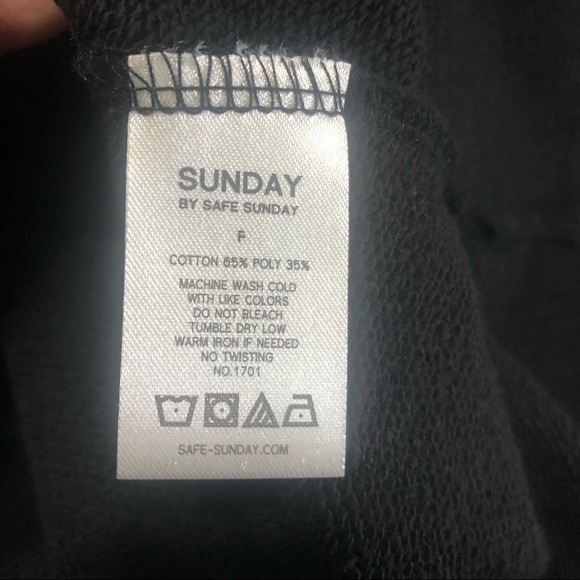 SUNDAY
BY SAFE SUNDAY
F
COTTON 65% POLY 35%
MACHINE WASH COLD
WITH LIKE COLORS
DO NOT BLEACH
TUMBLE DRY LOW
WARM IRON IF NEEDED
NO TWISTING
NO.1701
SAFE-SUNDAY.COM